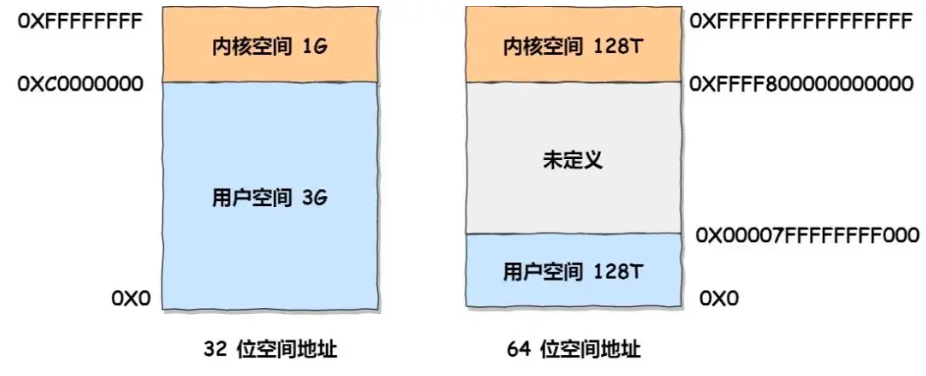 0XFFFFFFFF
内核空间 1G
0XC0000000
用户空间 3G
0X0
32 位空间地址
0XFFFFFFFFFFFFFFFF
内核空间 128T
0XFFFF800000000000
未定义
0X00007FFFFFFFF000
用户空间 128T
0X0
64 位空间地址